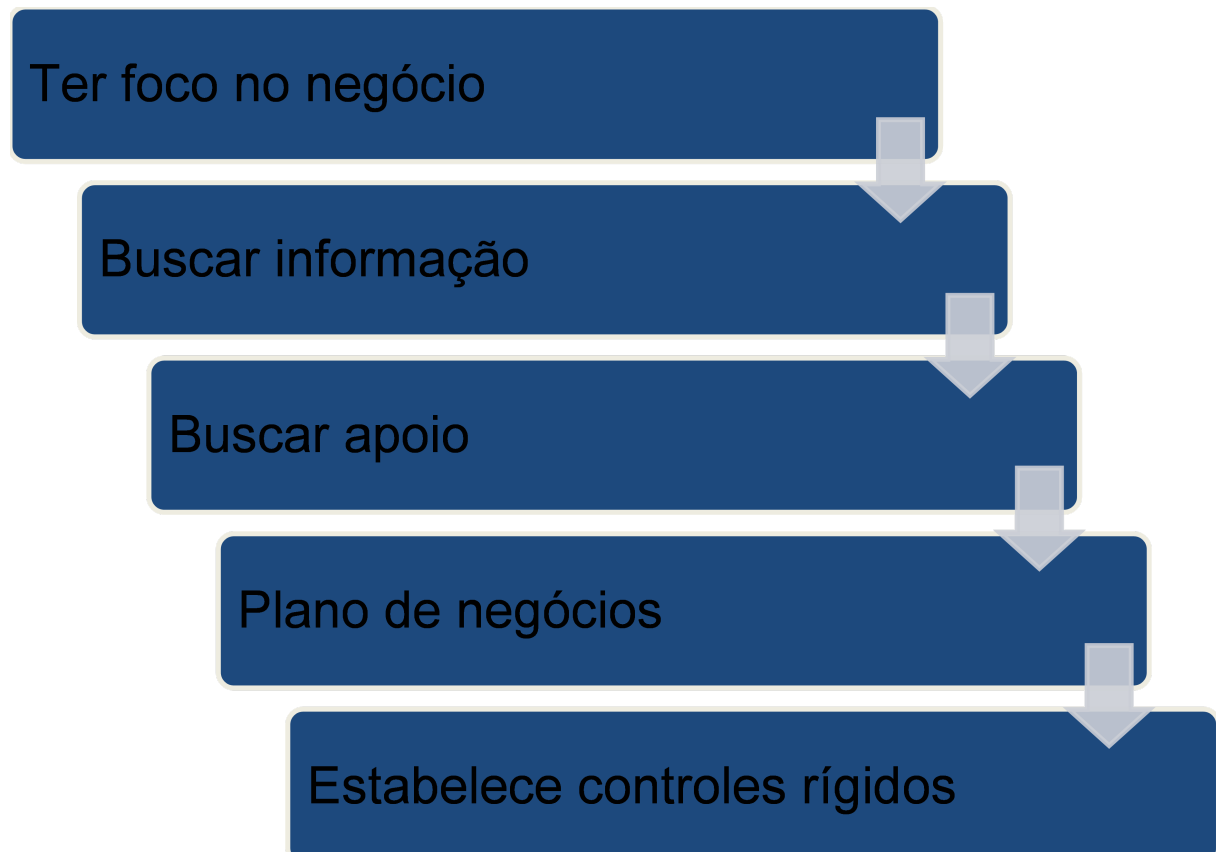 Ter foco no negócio
Buscar informação
Buscar apoio
Plano de negócios
Estabelece controles rígidos